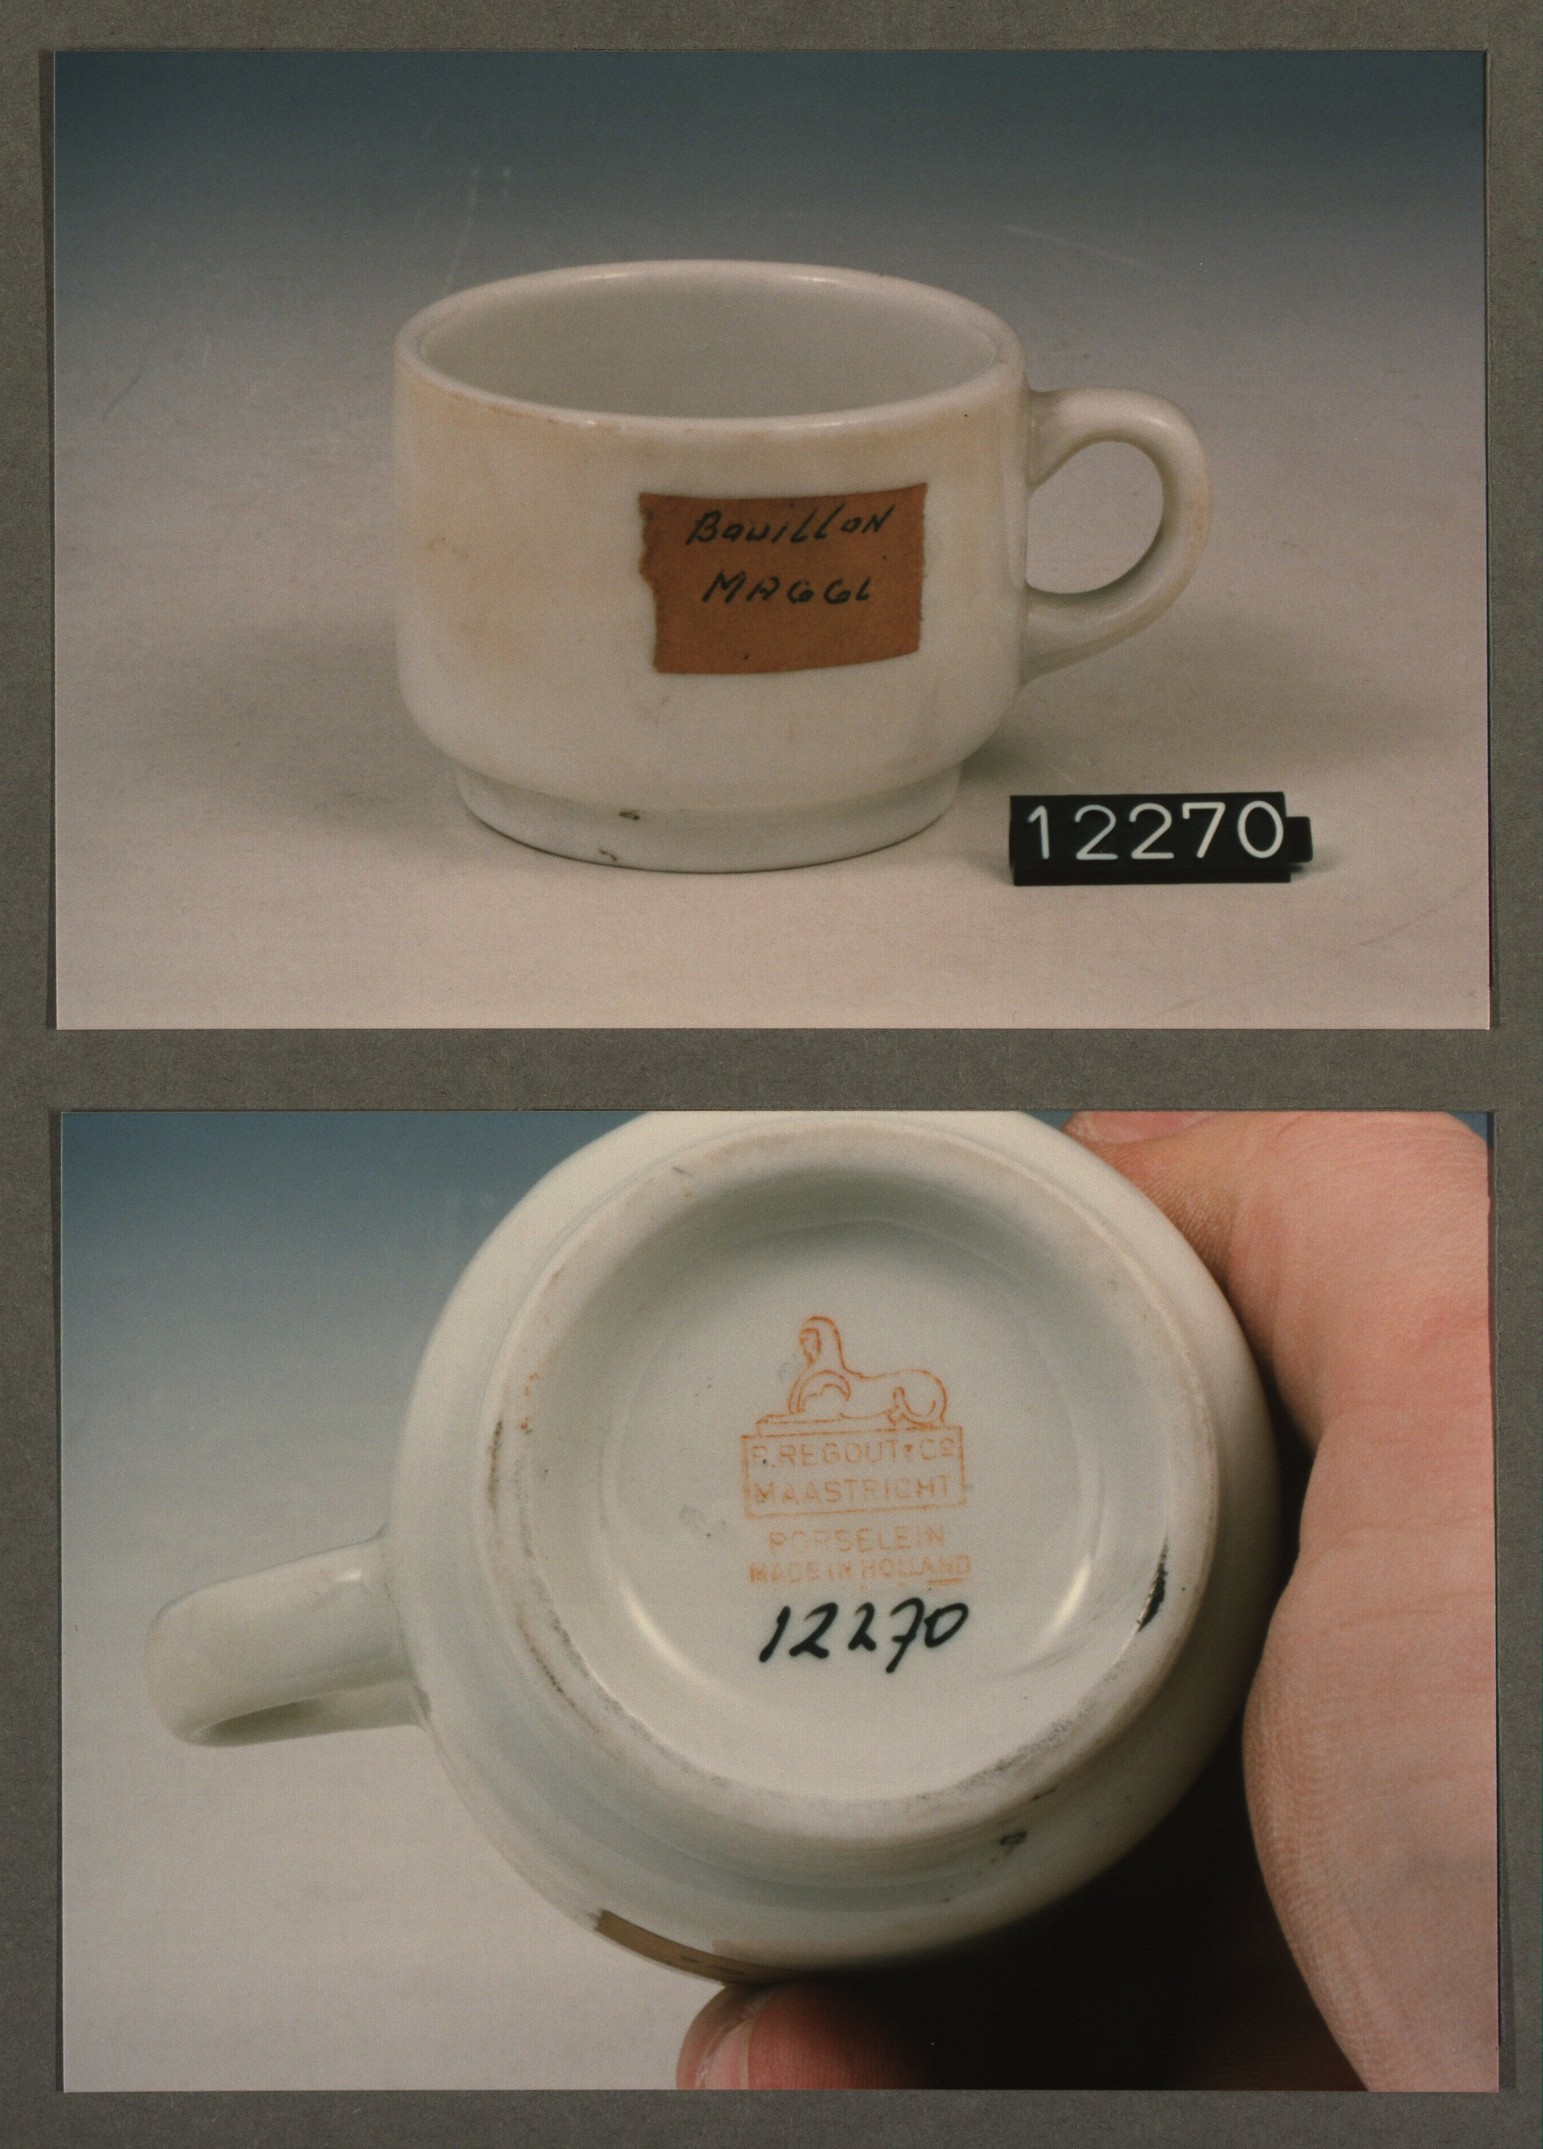 Bouillon
MAGGI
12270
P. REGOUT & Co
MAASTRICHT
PORSELEIN
MADE IN HOLLAND
12270